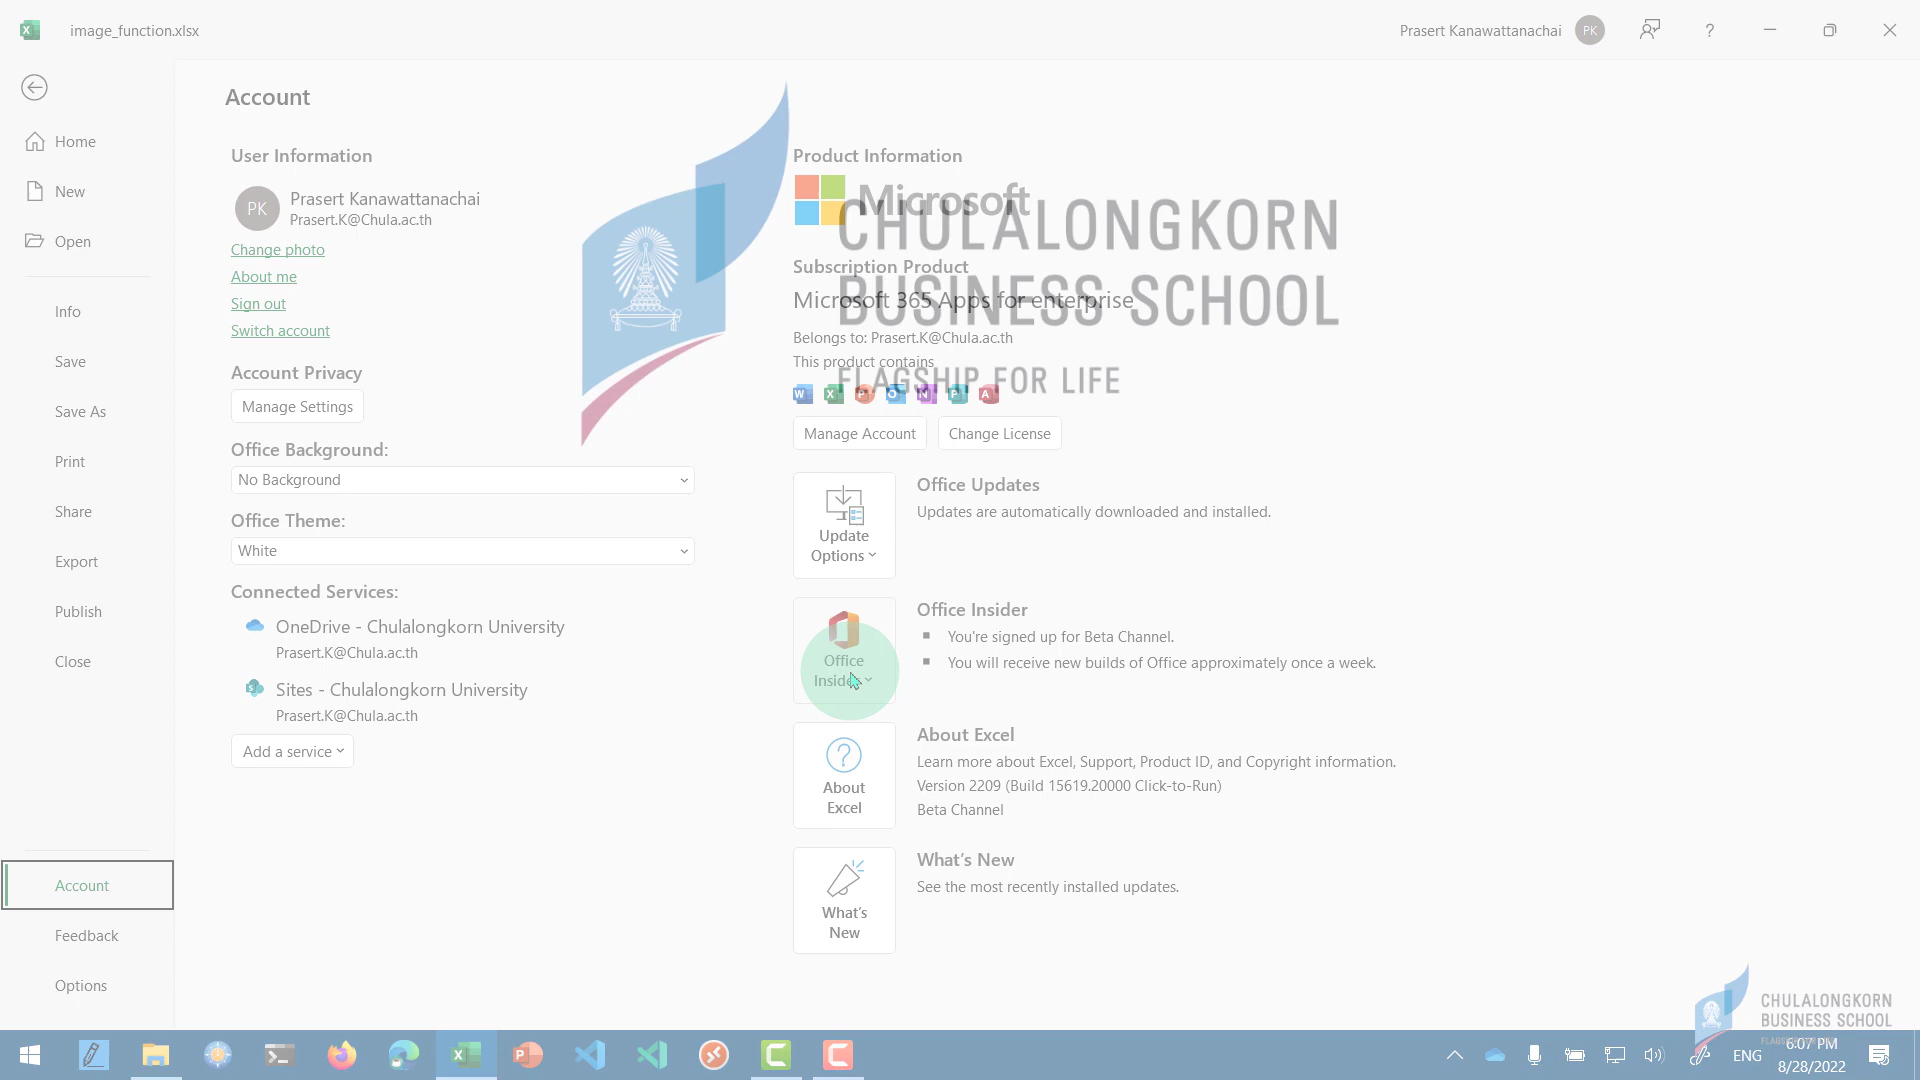 image_function.xlsx
Prasert Kanawattanachai
PK
?
Account
Home
New
Open
Info
Save
Save As
Print
Share
Export
Publish
Close
Account
Feedback
Options
User Information
PK
Prasert Kanawattanachai
Prasert.K@Chula.ac.th
Change photo
About me
Sign out
Switch account
Account Privacy
Manage Settings
Office Background:
No Background
Office Theme:
White
Connected Services:
OneDrive - Chulalongkorn University
Prasert.K@Chula.ac.th
Sites - Chulalongkorn University
Prasert.K@Chula.ac.th
Add a service
Product Information
Microsoft
CHULALONGKORN
BUSINESS SCHOOL
FLAGSHIP FOR LIFE
Subscription Product
Microsoft 365 Apps for enterprise
Belongs to: Prasert.K@Chula.ac.th
This product contains
Manage Account
Change License
Update
Options
Office Updates
Updates are automatically downloaded and installed.
Office
Insider
Office Insider
You're signed up for Beta Channel.
You will receive new builds of Office approximately once a week.
About
Excel
About Excel
Learn more about Excel, Support, Product ID, and Copyright information.
Version 2209 (Build 15619.20000 Click-to-Run)
Beta Channel
What's
New
What's New
See the most recently installed updates.
CHULALONGKORN
BUSINESS SCHOOL
FLAGSHIP FOR LIFE
ENG
6:07 PM
8/28/2022